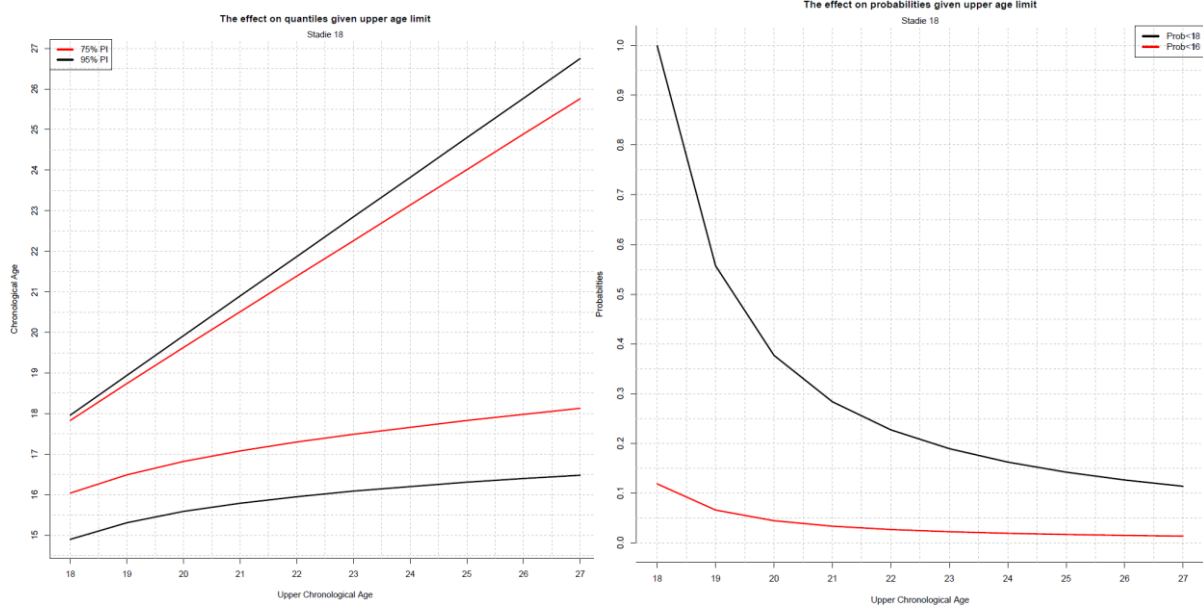 The effect on quantiles given upper age limit
Stadie 18
75% PI
95% PI
27
26
25
24
23
22
21
20
19
18
17
16
15
Chronological Age
18 19 20 21 22 23 24 25 26 27
Upper Chronological Age
The effect on probabilities given upper age limit
Stadie 18
Prob<18
Prob<16
1.0
0.9
0.8
0.7
0.6
0.5
0.4
0.3
0.2
0.1
0.0
Probabilities
18 19 20 21 22 23 24 25 26 27
Upper Chronological Age